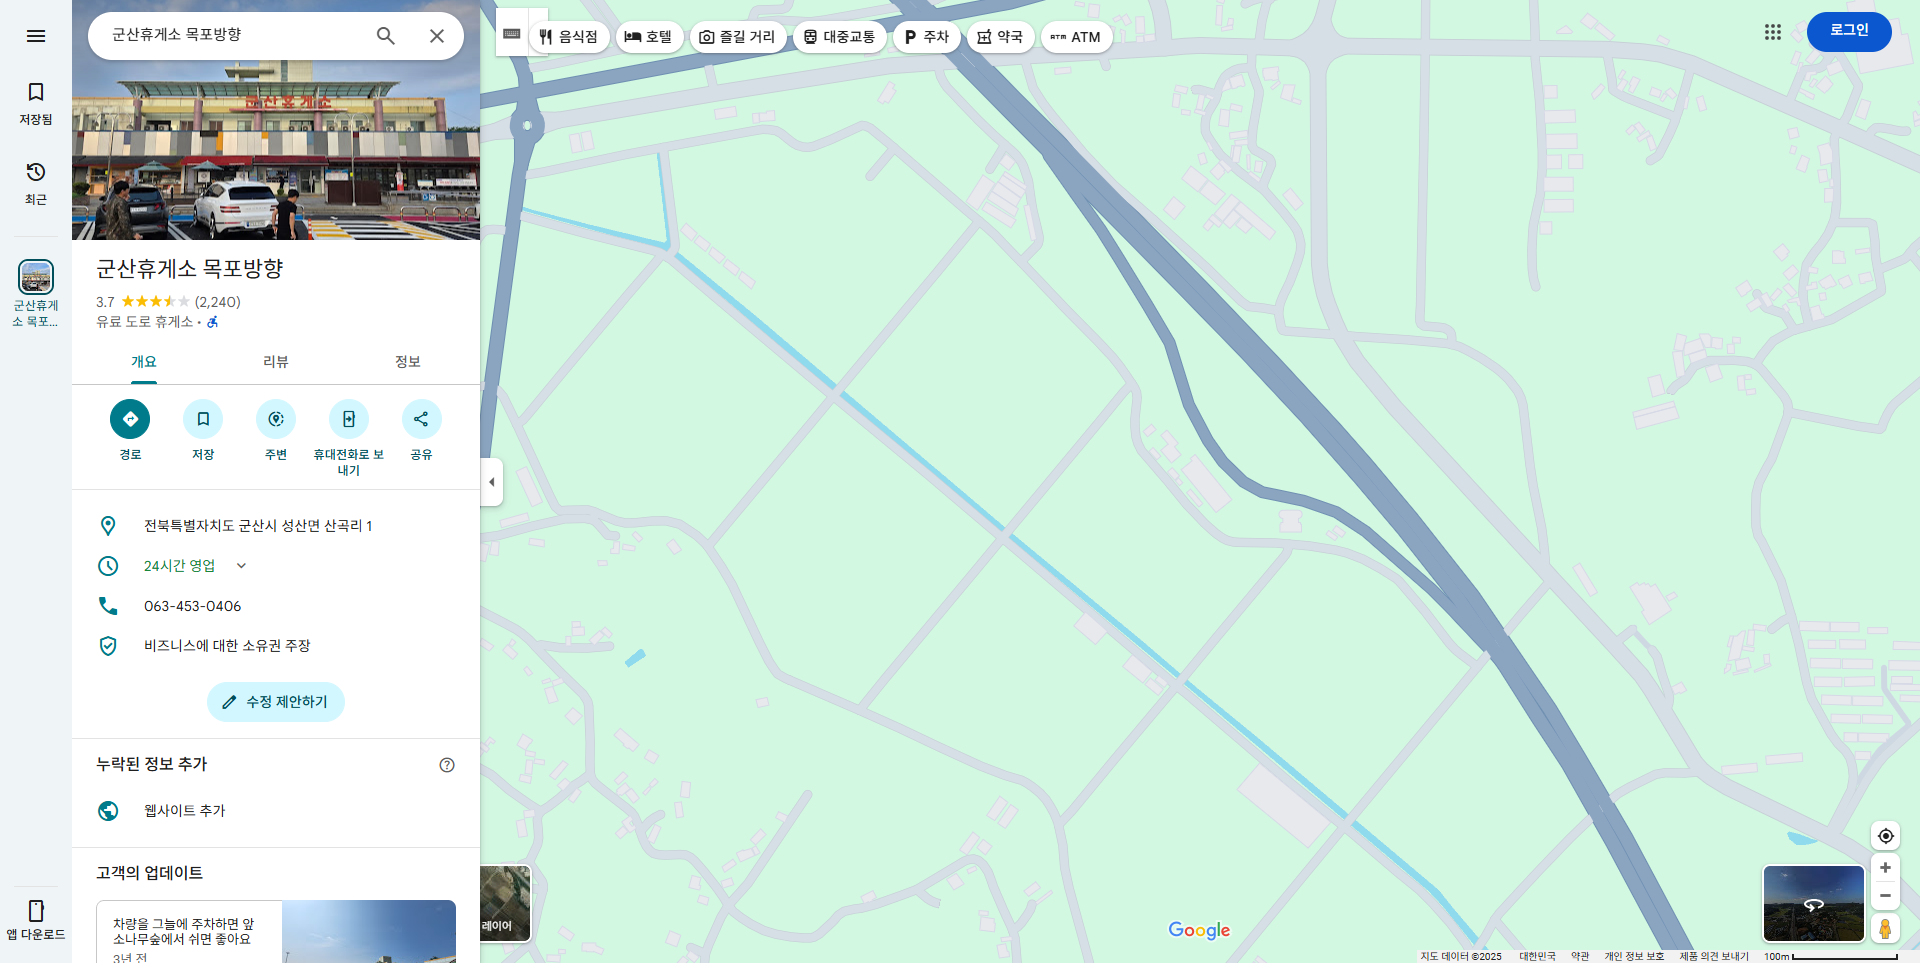 군산휴게소 목포방향
음식점
호텔
즐길 거리
대중교통
주차
약국
ATM
로그인
저장됨
최근
군산휴게
소 목포...
앱 다운로드
군산휴게소
군산휴게소 목포방향
3.7 (2,240)
유료 도로 휴게소 ·
개요
리뷰
정보
경로
저장
주변
휴대전화로 보
내기
공유
전북특별자치도 군산시 성산면 산곡리 1
24시간 영업
063-453-0406
비즈니스에 대한 소유권 주장
수정 제안하기
누락된 정보 추가
웹사이트 추가
고객의 업데이트
차량을 그늘에 주차하면 앞
소나무숲에서 쉬면 좋아요
3년 전
레이어
Google
지도 데이터 ©2025
대한민국
약관
개인 정보 보호
제품 의견 보내기
100m